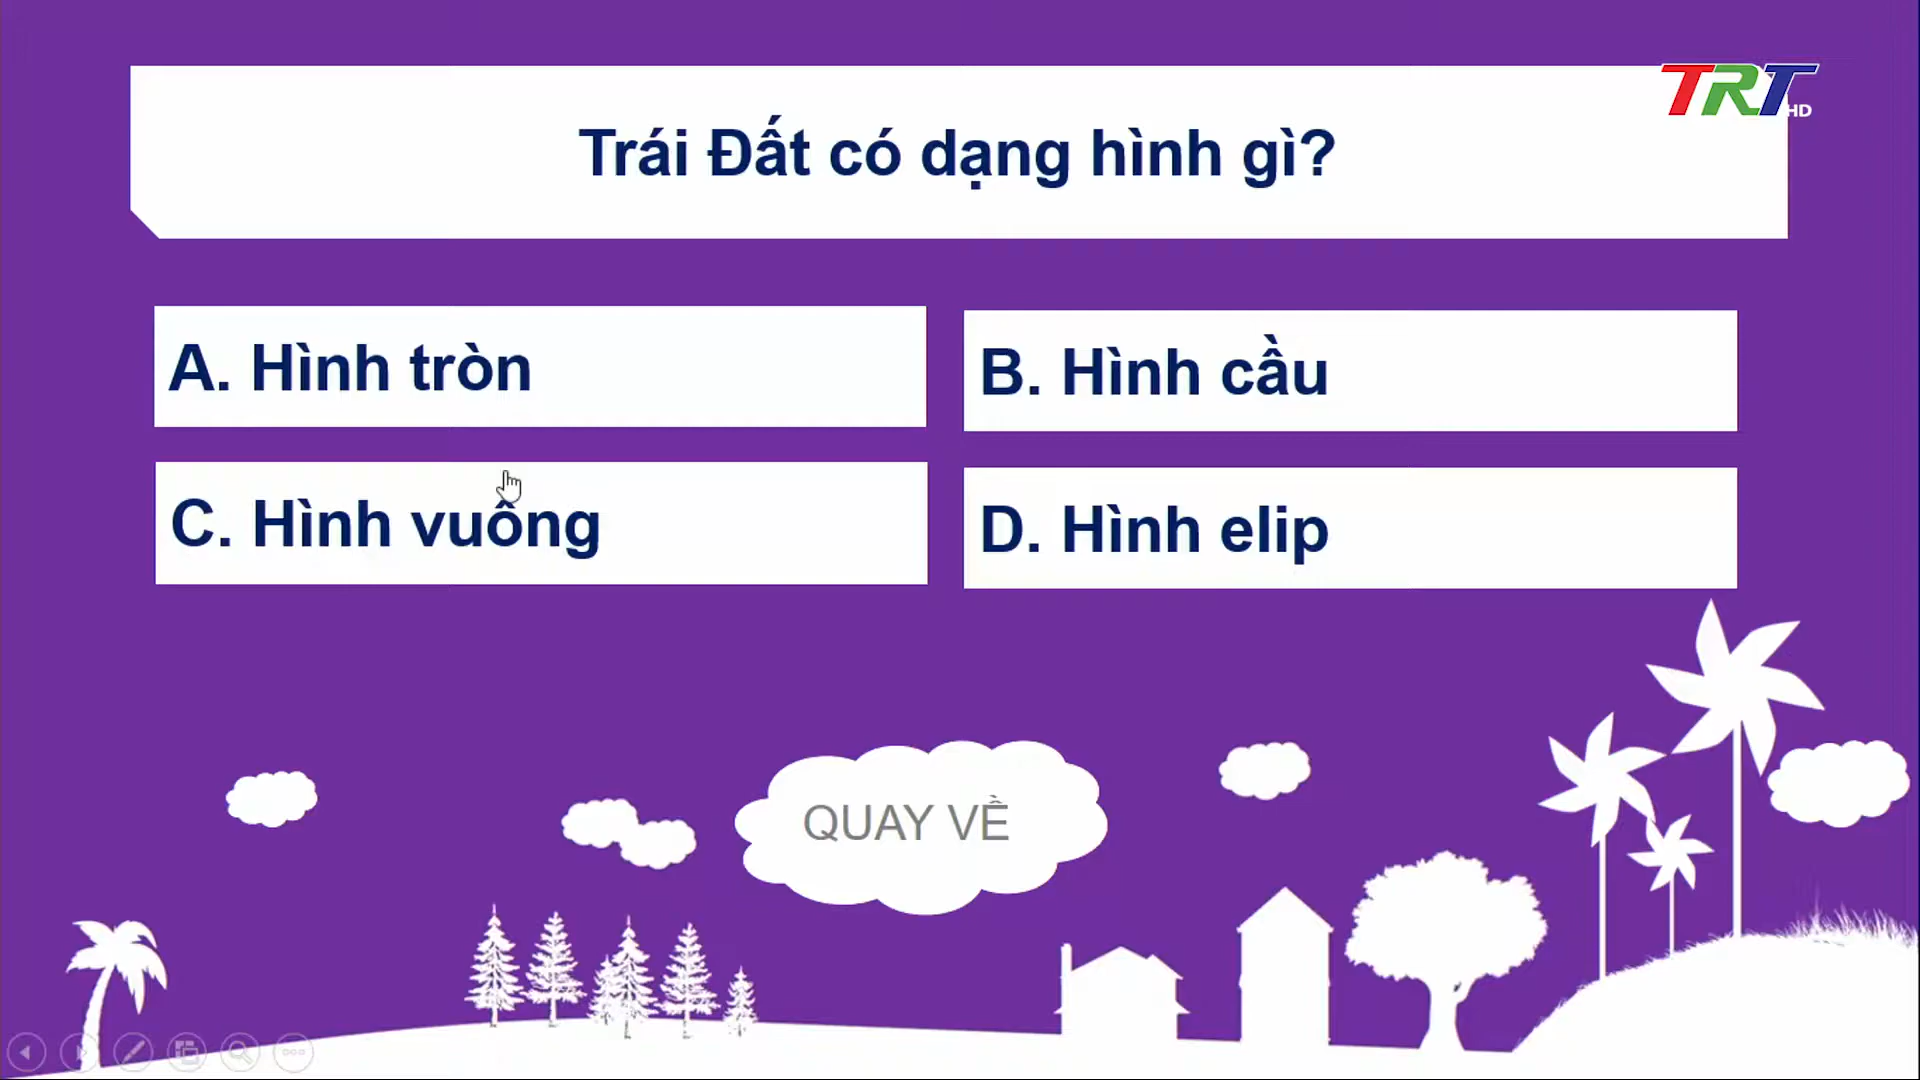 TRT HD
Trái Đất có dạng hình gì?
A. Hình tròn
B. Hình cầu
C. Hình vuông
D. Hình elip
QUAY VỀ